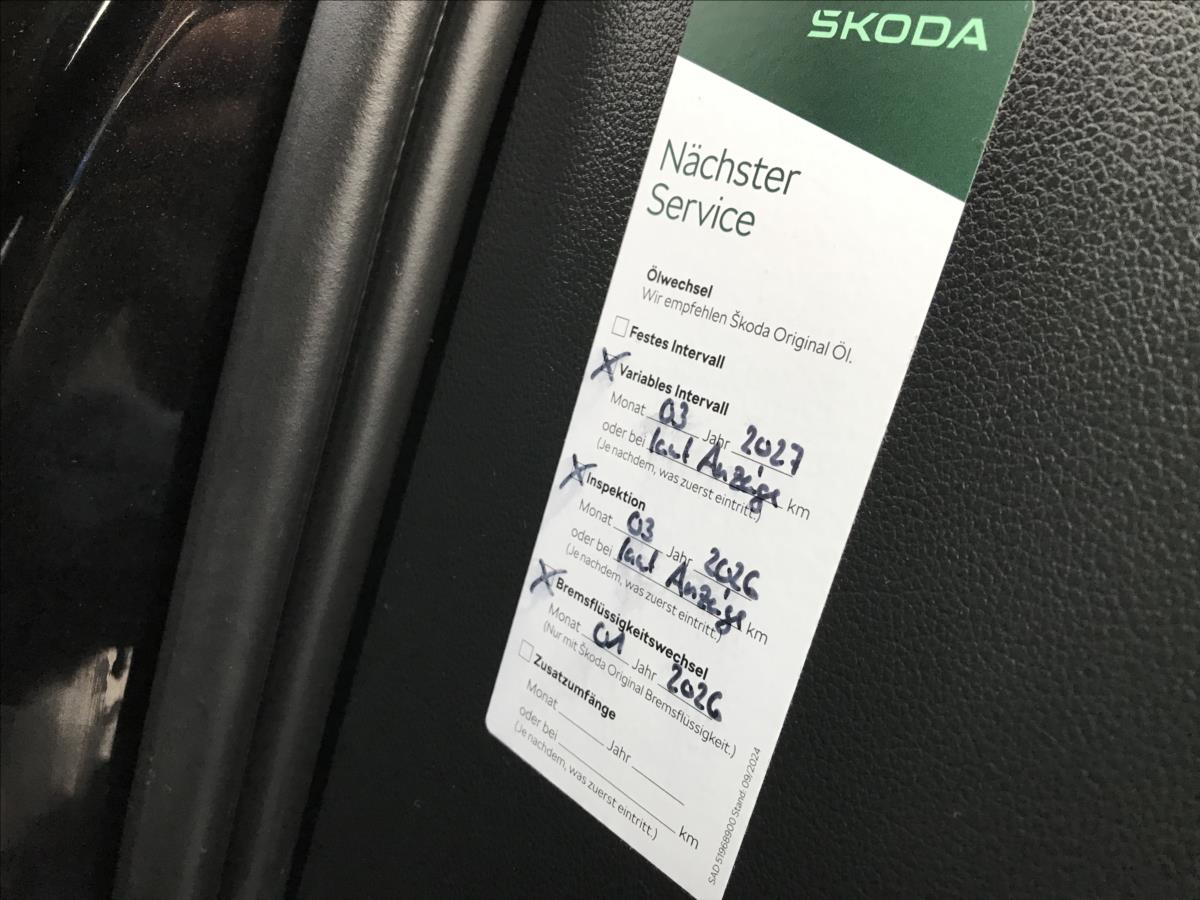 ŠKODA
Nächster
Service
Ölwechsel
Wir empfehlen Škoda Original Öl.
Festes Intervall
X Variables Intervall
Monat 03 Jahr 2027
oder bei laut Anzeige km
(Je nachdem, was zuerst eintritt.)
X Inspektion
Monat 03 Jahr 2026
oder bei laut Anzeige km
(Je nachdem, was zuerst eintritt.)
X Bremsflüssigkeitswechsel
Monat 01 Jahr 2026
(Nur mit Škoda Original Bremsflüssigkeit.)
Zusatzumfänge
Monat Jahr
oder bei km
(Je nachdem, was zuerst eintritt.)
SAD 51968900 Stand: 09/2024